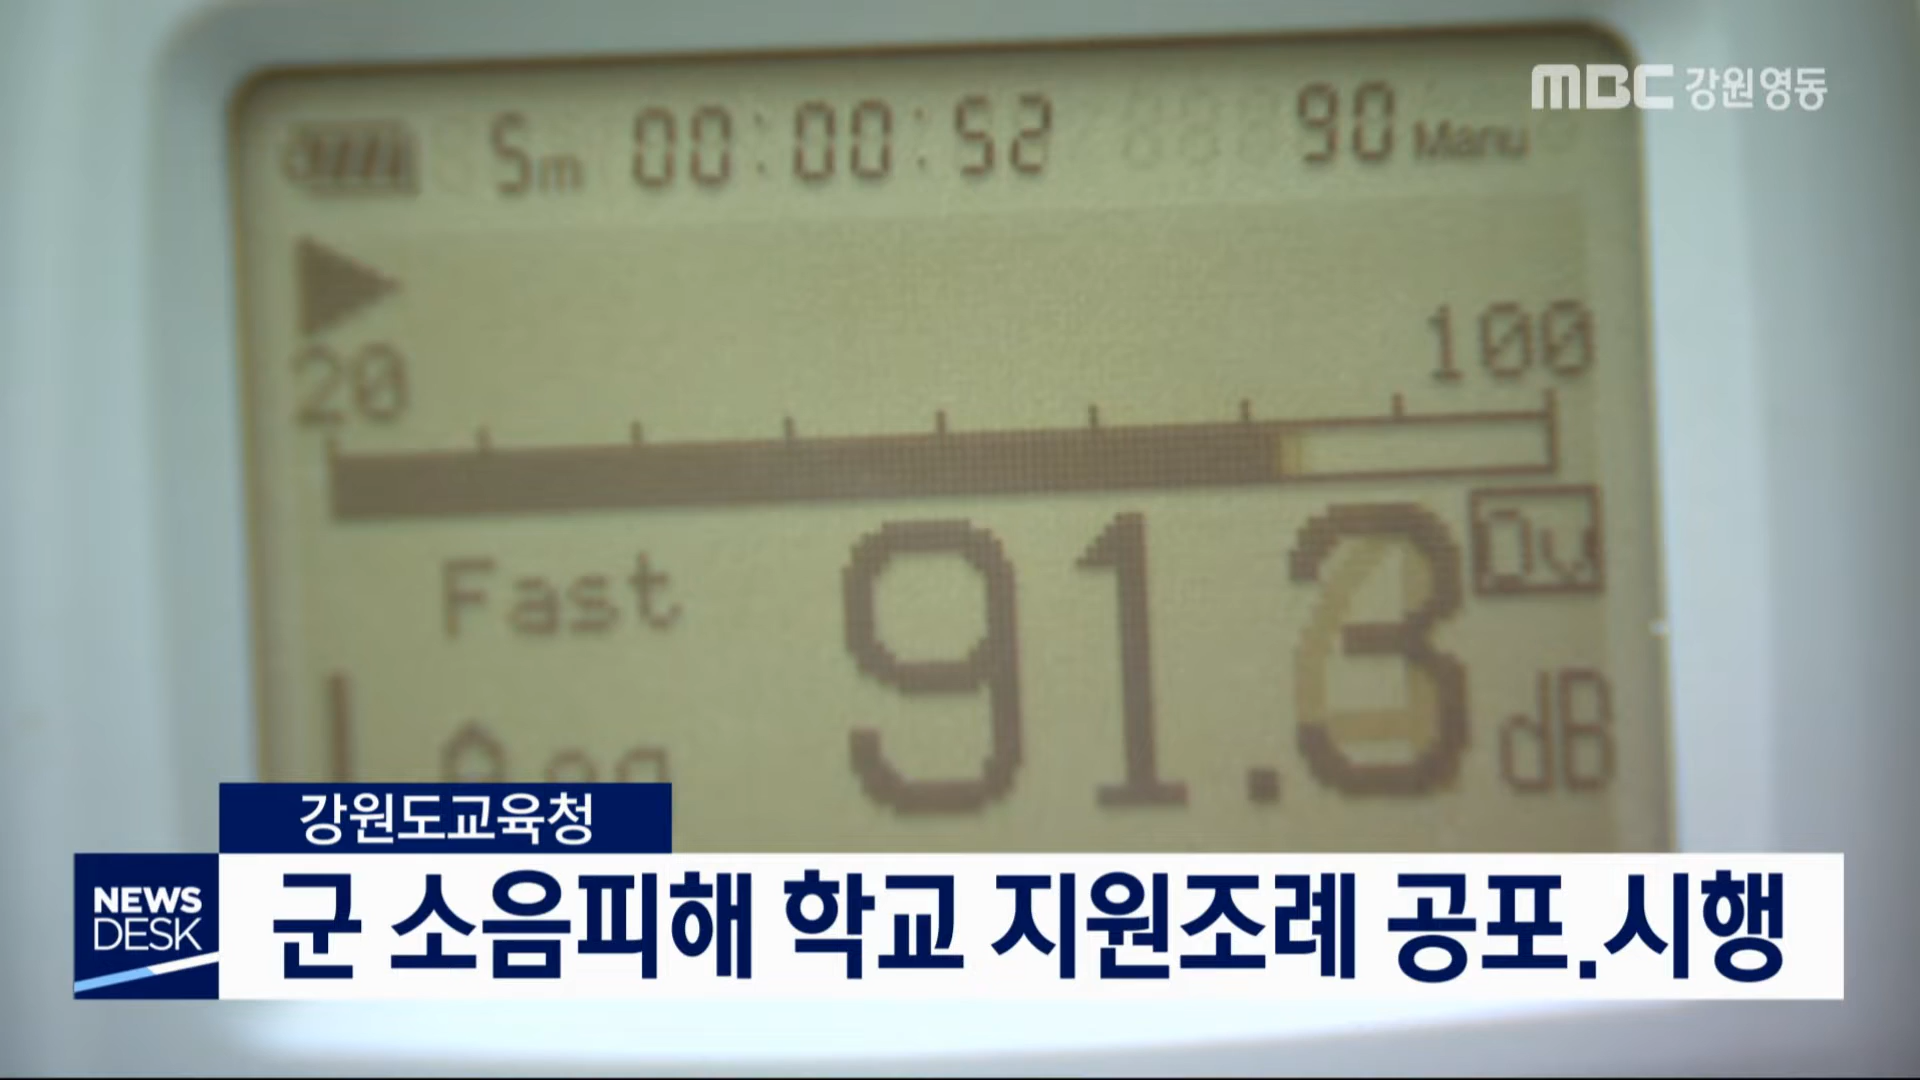 MBC 강원영동
5m 00:00:52 90 Manu
20 100
Fast 91.3 Ov
dB
강원도교육청
NEWS
DESK
군 소음피해 학교 지원조례 공포.시행